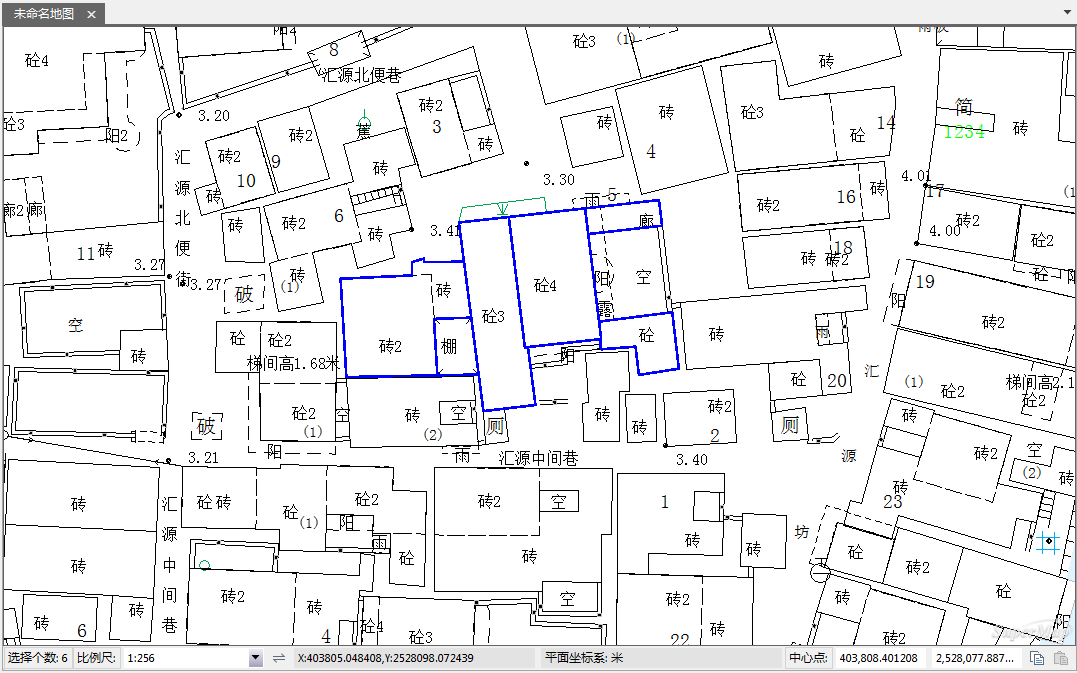 未命名地图
阳4
雨板
砼4
8
砼3
(1)
砖
汇源北便巷
砖2
3
砼3
简
1234
砖
3.20
蕉
砖2
9
砖
砖
砖
砼
14
砼3
阳2
4
汇源北便街
砖2
10
砖
3.30
4.01
17
(1)
廊2
廊
砖
砖2
6
砖
雨
5
廊
砖2
16
砖
砖2
4.00
砼2
11
砖
3.27
3.41
18
砖
砖2
3.27
破
砖
(1)
砖
砼4
阳
空
露
19
砼
阳
阳
空
砖
砼
砼2
梯间高1.68米
砖2
棚
砼3
砼
砖
雨
砖2
阳
汇源坊
(1)
砼2
梯间高2.1
砼2
砼
20
破
砼2
(1)
空
砖
(2)
空
厕
砖
砖
砖2
2
厕
砖
砖2
空
(2)
砖
3.21
阳
雨
汇源中间巷
3.40
汇源中间巷
砖
砼
砖
砼
(1)
砼2
阳
雨
砼
砖2
空
砖
1
砖
砖
砖
23
砖
砼
砖2
砼
砖2
砖
空
砖2
砖
砖
阳
砖
6
砖
4
砼4
砼3
22
砖
砖2
SuperMap
选择个数: 6
比例尺:
1:256
X:403805.048408,Y:2528098.072439
平面坐标系: 米
中心点:
403,808.401208
2,528,077.887...